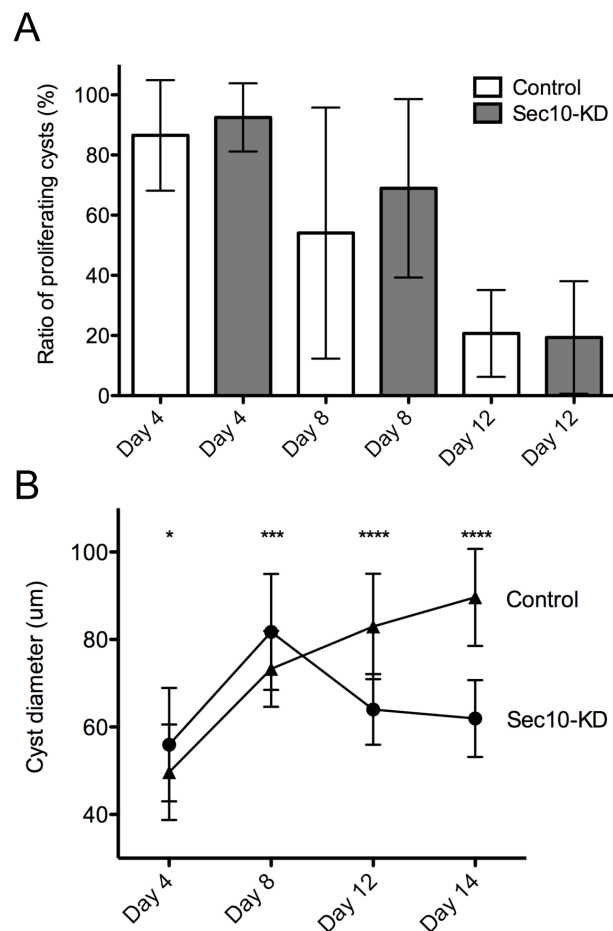 A
Ratio of proliferating cysts (%)
100
80
60
40
20
0
Control
Sec10-KD
Day 4
Day 4
Day 8
Day 8
Day 12
Day 12
B
Cyst diameter (um)
100
80
60
40
*
***
****
****
Control
Sec10-KD
Day 4
Day 8
Day 12
Day 14